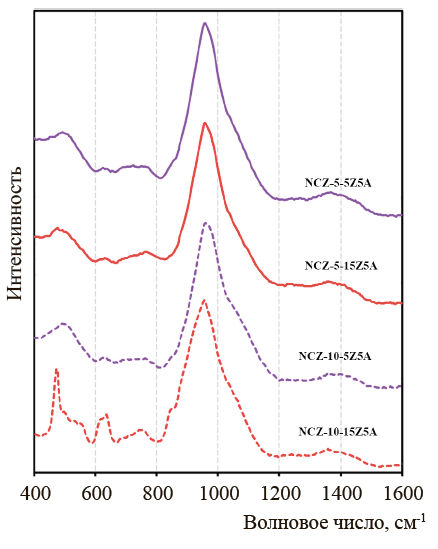 Интенсивность
NCZ-5-5Z5A
NCZ-5-15Z5A
NCZ-10-5Z5A
NCZ-10-15Z5A
400 600 800 1000 1200 1400 1600
Волновое число, см-1